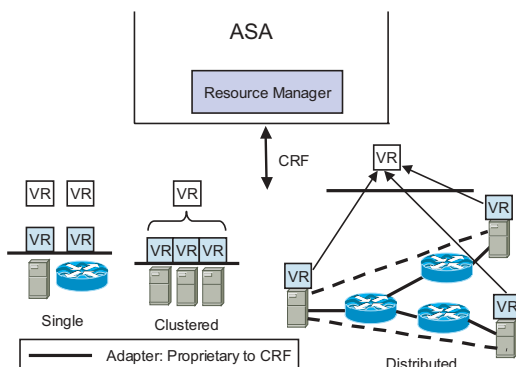 ASA
Resource Manager
CRF
VR
VR VR
VR
VR
VR VR
VR VR VR
VR
VR
Single
Clustered
Distributed
Adapter: Proprietary to CRF